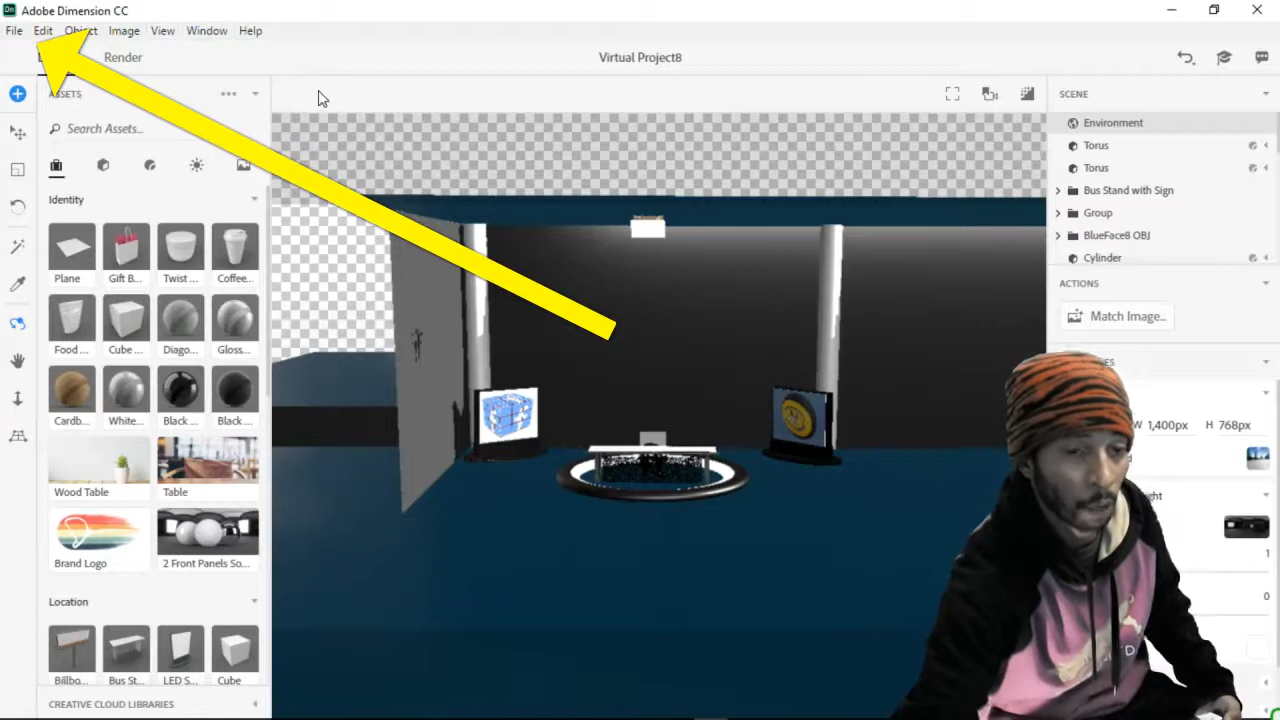 Adobe Dimension CC
File Edit Object Image View Window Help
Render
Virtual Project8
ASSETS
Search Assets...
Identity
Plane
Gift B...
Twist ...
Coffee...
Food ...
Cube ...
Diago...
Gloss...
Cardb...
White...
Black ...
Black ...
Wood Table
Table
Brand Logo
2 Front Panels So...
Location
Billbo...
Bus St...
LED S...
Cube
CREATIVE CLOUD LIBRARIES
SCENE
Environment
Torus
Torus
Bus Stand with Sign
Group
BlueFace8 OBJ
Cylinder
ACTIONS
Match Image...
W 1,400px H 768px
1
0